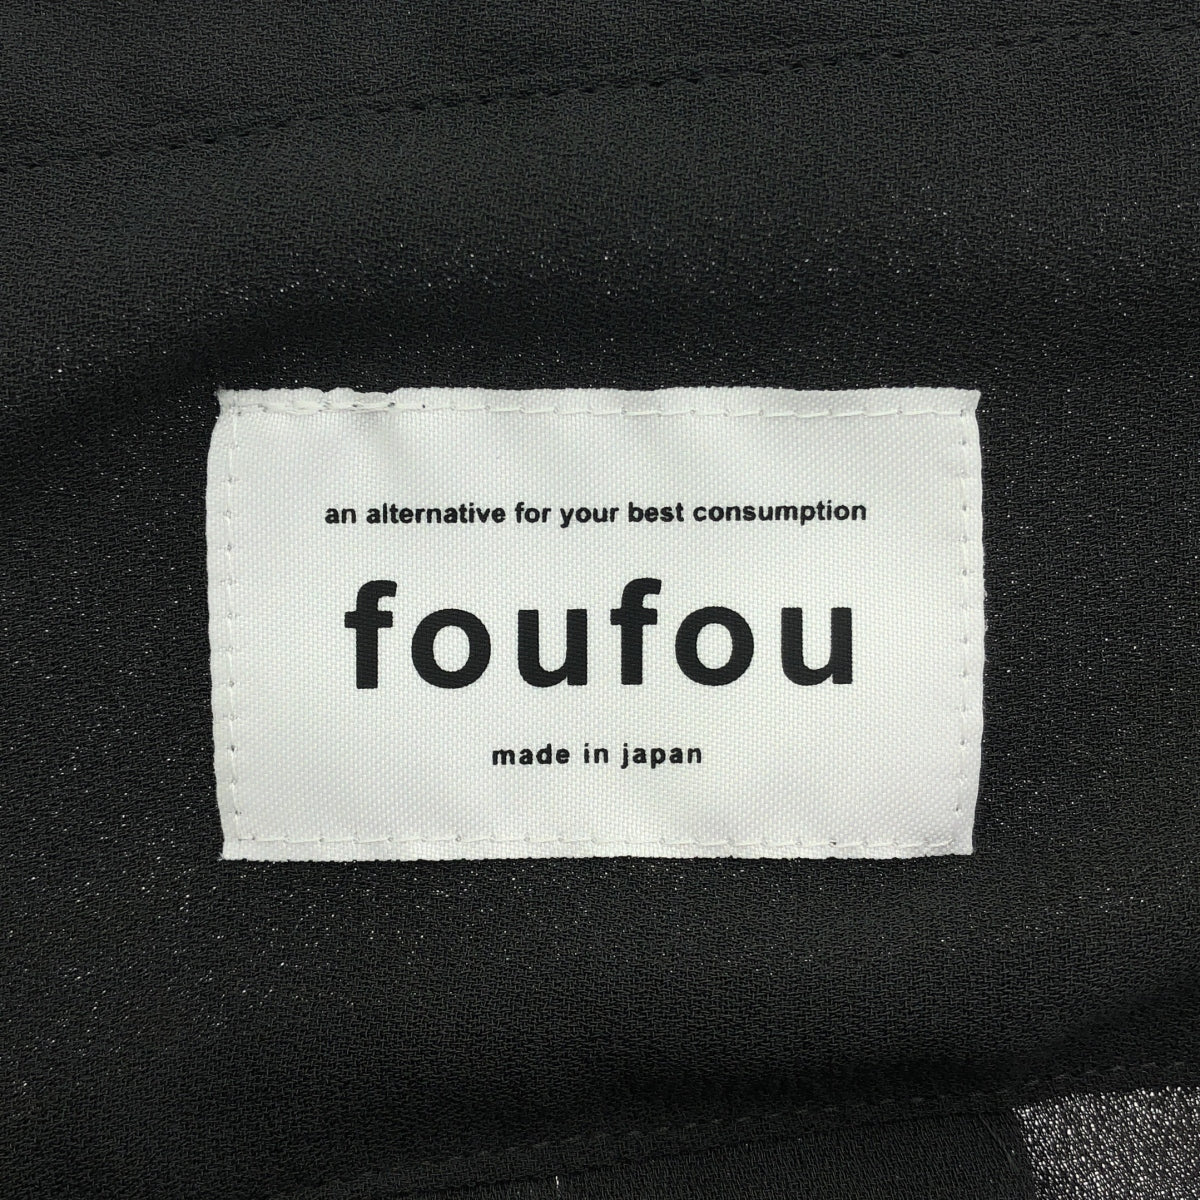 an alternative for your best consumption
foufou
made in japan